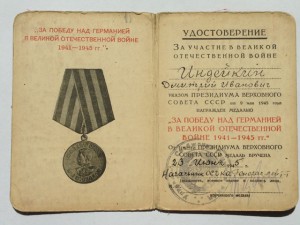 "ЗА ПОБЕДУ НАД ГЕРМАНИЕЙ
В ВЕЛИКОЙ ОТЕЧЕСТВЕННОЙ ВОЙНЕ
1941—1945 гг."
УДОСТОВЕРЕНИЕ
ЗА УЧАСТИЕ В ВЕЛИКОЙ
ОТЕЧЕСТВЕННОЙ ВОЙНЕ
Индейкин
Дмитрий Иванович
УКАЗОМ ПРЕЗИДИУМА ВЕРХОВНОГО
СОВЕТА СССР от 9 мая 1945 года
НАГРАЖДЕН МЕДАЛЬЮ
"ЗА ПОБЕДУ НАД ГЕРМАНИЕЙ
В ВЕЛИКОЙ ОТЕЧЕСТВЕННОЙ
ВОЙНЕ 1941—1945 гг."
От имени ПРЕЗИДИУМА ВЕРХОВНОГО
СОВЕТА СССР МЕДАЛЬ ВРУЧЕНА
23